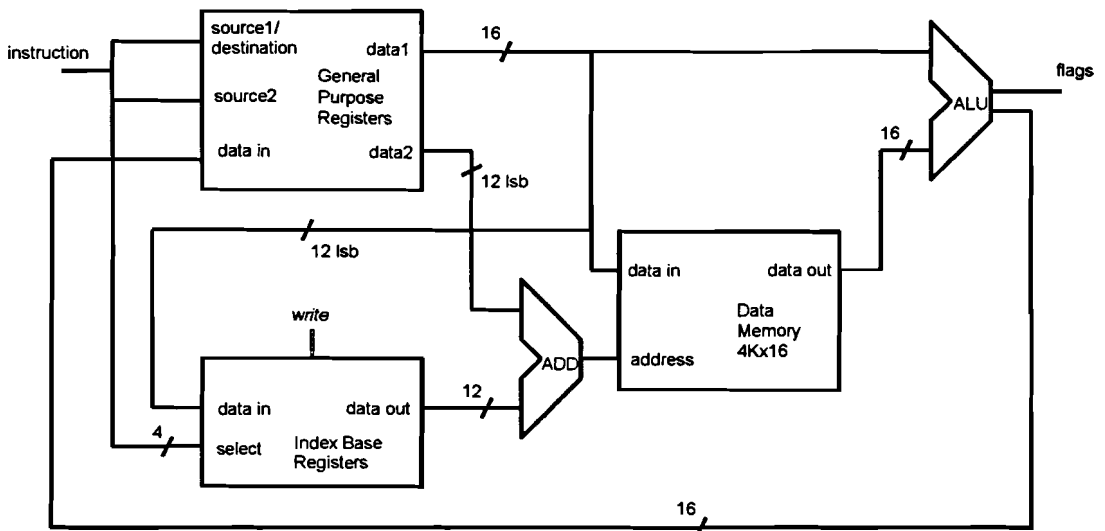 instruction
source1/
destination
source2
data in
data1
General
Purpose
Registers
data2
16
12 lsb
12 lsb
16
ALU
flags
data in
data out
Data
Memory
4Kx16
address
write
ADD
data in
data out
select
Index Base
Registers
4
12
16